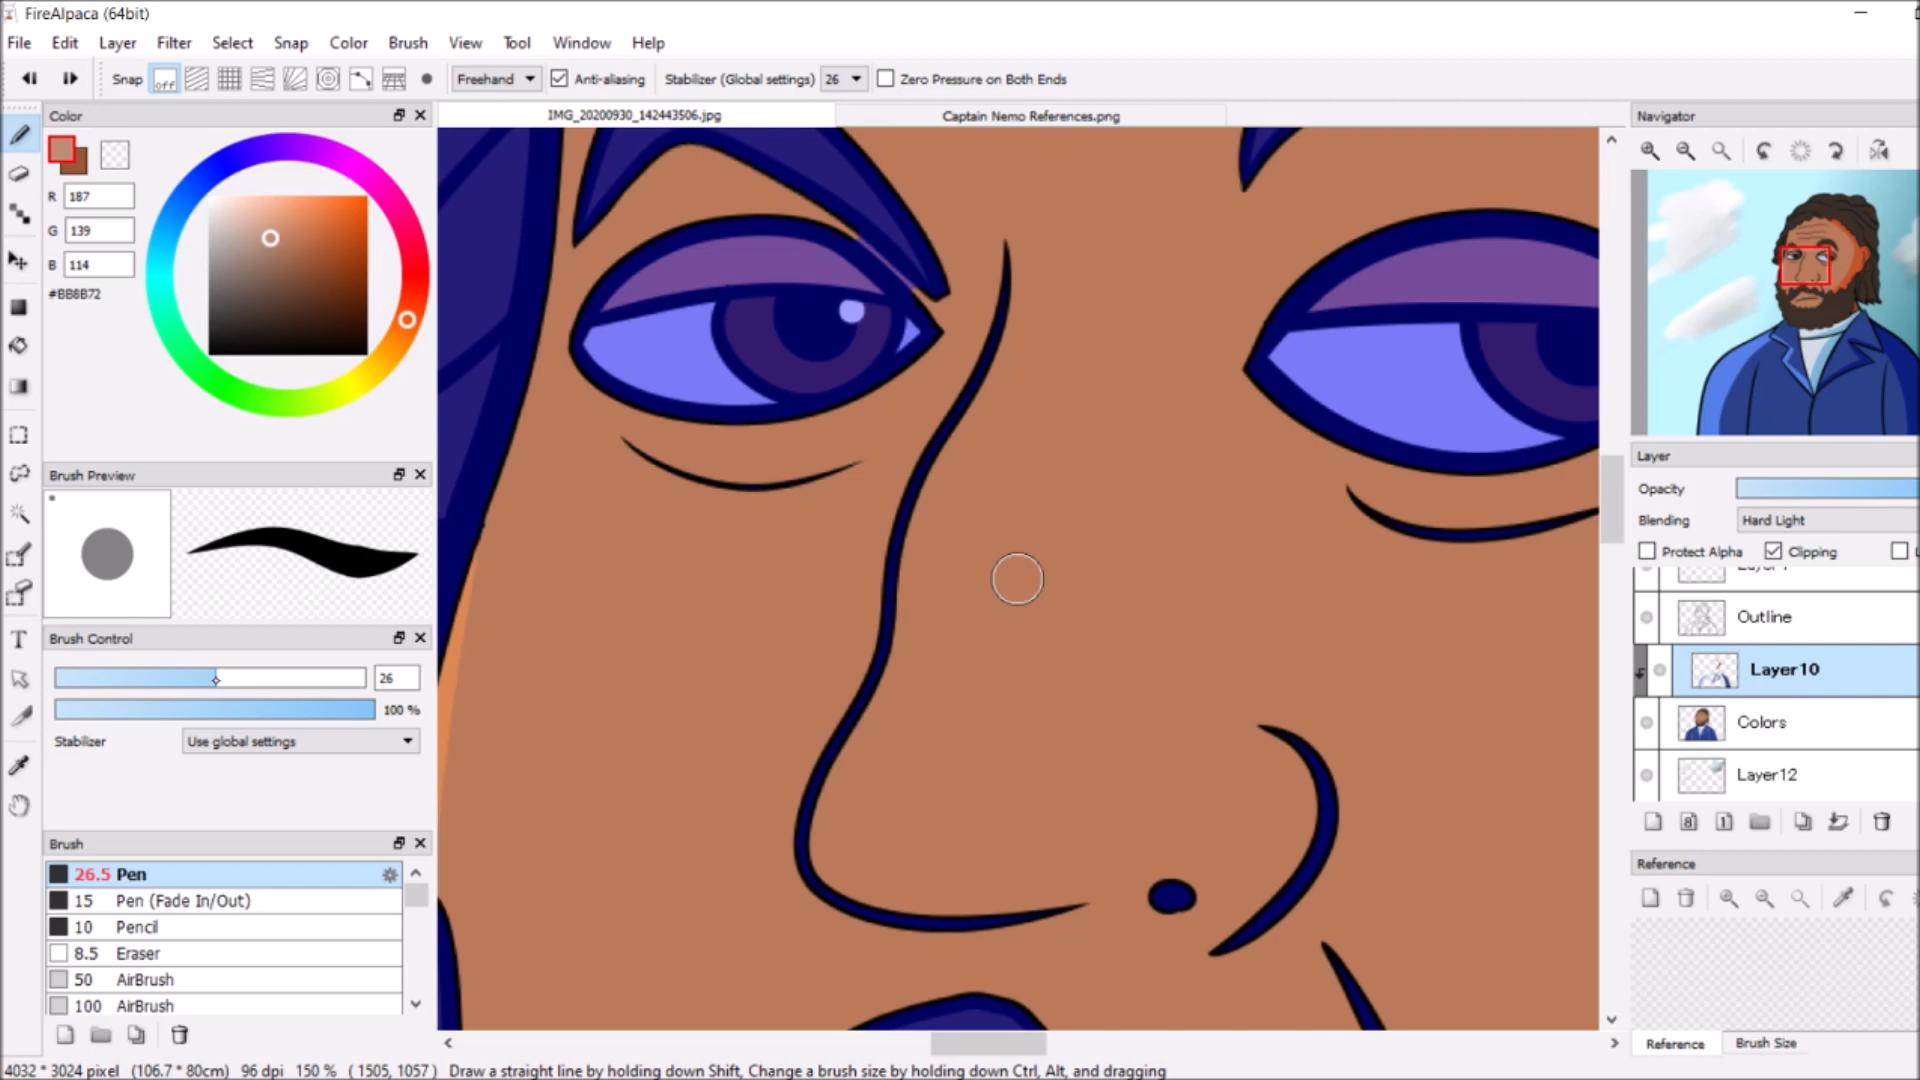 FireAlpaca (64bit)
File Edit Layer Filter Select Snap Color Brush View Tool Window Help
Snap off Freehand Anti-aliasing Stabilizer (Global settings) 26 Zero Pressure on Both Ends
Color
IMG_20200930_142443506.jpg
Captain Nemo References.png
Navigator
R 187
G 139
B 114
#BB8B72
Brush Preview
Layer
Opacity
Blending Hard Light
Protect Alpha Clipping
Outline
Layer10
Colors
Layer12
Brush Control
26
100 %
Stabilizer Use global settings
8 1
Brush
Reference
26.5 Pen
15 Pen (Fade In/Out)
10 Pencil
8.5 Eraser
50 AirBrush
100 AirBrush
T
Reference Brush Size
4032 * 3024 pixel (106.7 * 80cm) 96 dpi 150 % ( 1505, 1057 ) Draw a straight line by holding down Shift, Change a brush size by holding down Ctrl, Alt, and dragging